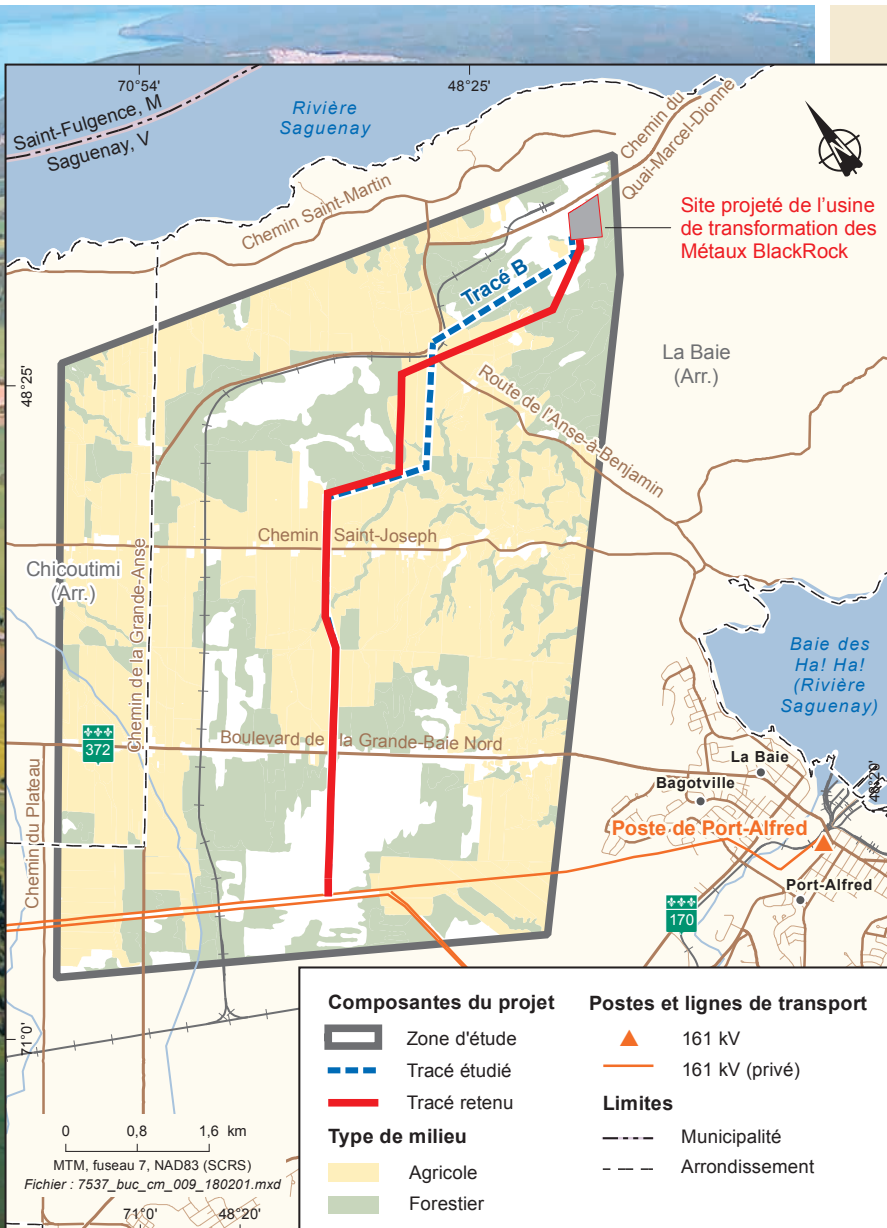 70°54'
48°25'
Saint-Fulgence, M
Saguenay, V
Rivière
Saguenay
Chemin du
Quai-Marcel-Dionne
Chemin Saint-Martin
Site projeté de l'usine
de transformation des
Métaux BlackRock
Tracé B
La Baie
(Arr.)
48°25'
Route de l'Anse-à-Benjamin
Chemin Saint-Joseph
Chicoutimi
(Arr.)
Chemin de la Grande-Anse
Baie des
Ha! Ha!
(Rivière
Saguenay)
372
Boulevard de la Grande-Baie Nord
La Baie
48°20'
Bagotville
Chemin du Plateau
Poste de Port-Alfred
Port-Alfred
170
71°0'
Composantes du projet
Zone d'étude
Tracé étudié
Tracé retenu
Type de milieu
Agricole
Forestier
Postes et lignes de transport
161 kV
161 kV (privé)
Limites
Municipalité
Arrondissement
0 0,8 1,6 km
MTM, fuseau 7, NAD83 (SCRS)
Fichier : 7537_buc_cm_009_180201.mxd
71°0' 48°20'